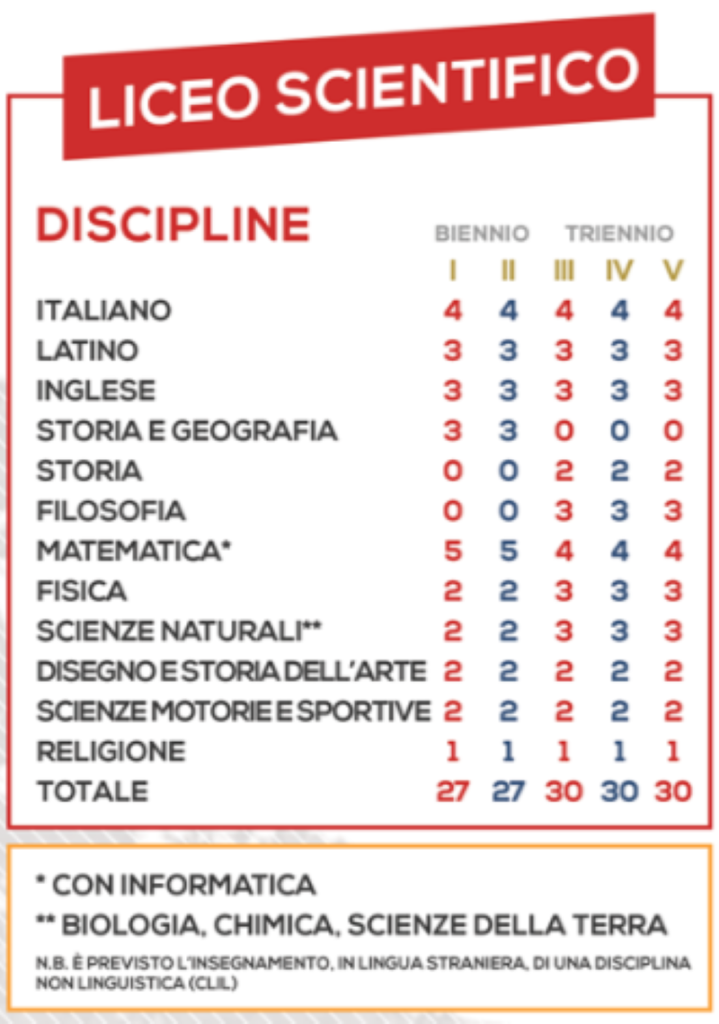 LICEO SCIENTIFICO
DISCIPLINE BIENNIO TRIENNIO
I II III IV V
ITALIANO 4 4 4 4 4
LATINO 3 3 3 3 3
INGLESE 3 3 3 3 3
STORIA E GEOGRAFIA 3 3 0 0 0
STORIA 0 0 2 2 2
FILOSOFIA 0 0 3 3 3
MATEMATICA* 5 5 4 4 4
FISICA 2 2 3 3 3
SCIENZE NATURALI** 2 2 3 3 3
DISEGNO E STORIA DELL'ARTE 2 2 2 2 2
SCIENZE MOTORIE E SPORTIVE 2 2 2 2 2
RELIGIONE 1 1 1 1 1
TOTALE 27 27 30 30 30
* CON INFORMATICA
** BIOLOGIA, CHIMICA, SCIENZE DELLA TERRA
N.B. È PREVISTO L'INSEGNAMENTO, IN LINGUA STRANIERA, DI UNA DISCIPLINA
NON LINGUISTICA (CLIL)